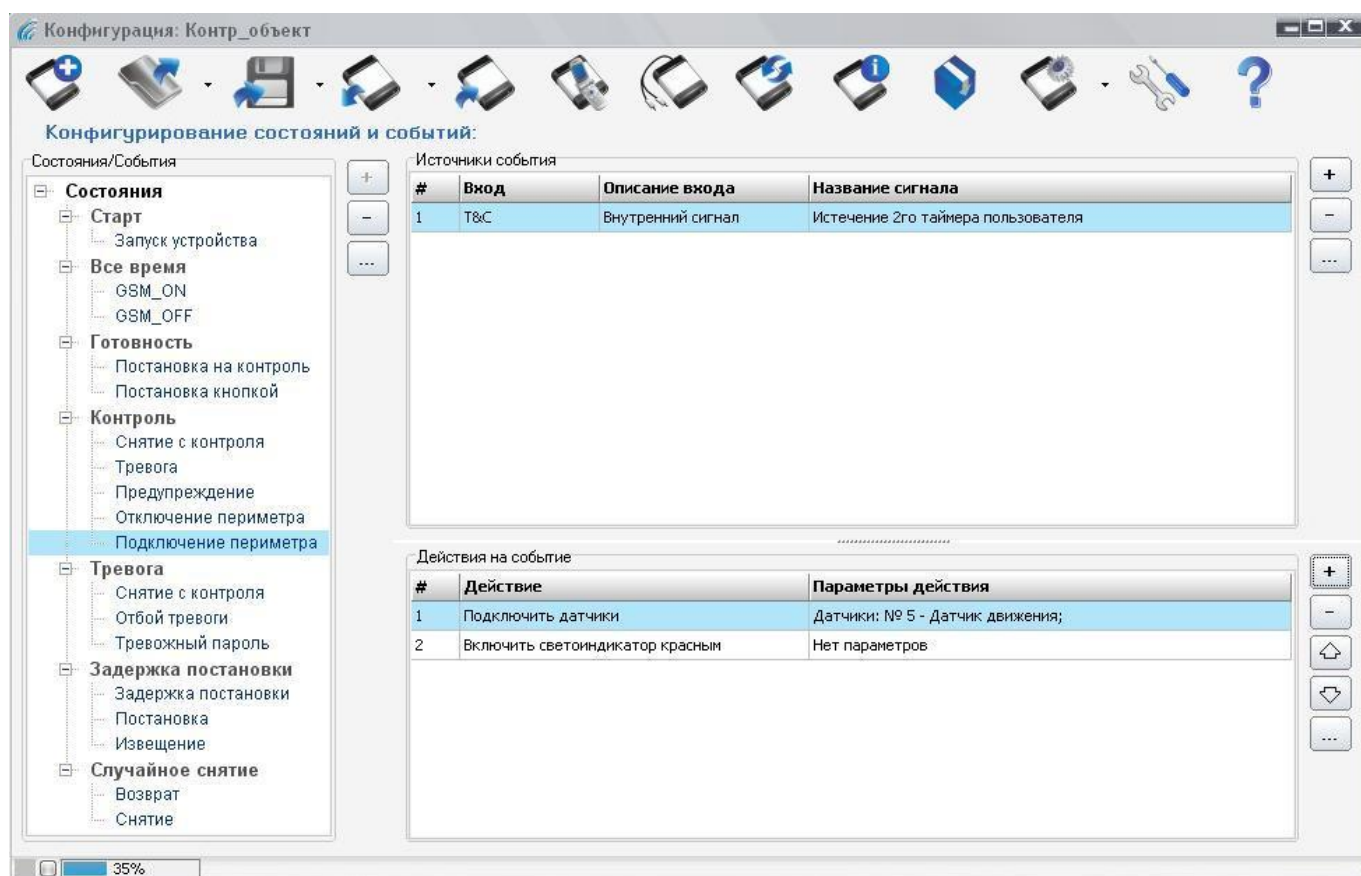 Конфигурация: Контр_объект
Конфигурирование состояний и событий:
Состояния/События
Состояния
Старт
Запуск устройства
Все время
GSM_ON
GSM_OFF
Готовность
Постановка на контроль
Постановка кнопкой
Контроль
Снятие с контроля
Тревога
Предупреждение
Отключение периметра
Подключение периметра
Тревога
Снятие с контроля
Отбой тревоги
Тревожный пароль
Задержка постановки
Задержка постановки
Постановка
Извещение
Случайное снятие
Возврат
Снятие
+
-
...
Источники события
# Вход Описание входа Название сигнала
1 T&C Внутренний сигнал Истечение 2го таймера пользователя
+
-
...
Действия на событие
# Действие Параметры действия
1 Подключить датчики Датчики: № 5 - Датчик движения;
2 Включить светоиндикатор красным Нет параметров
+
-
...
35%